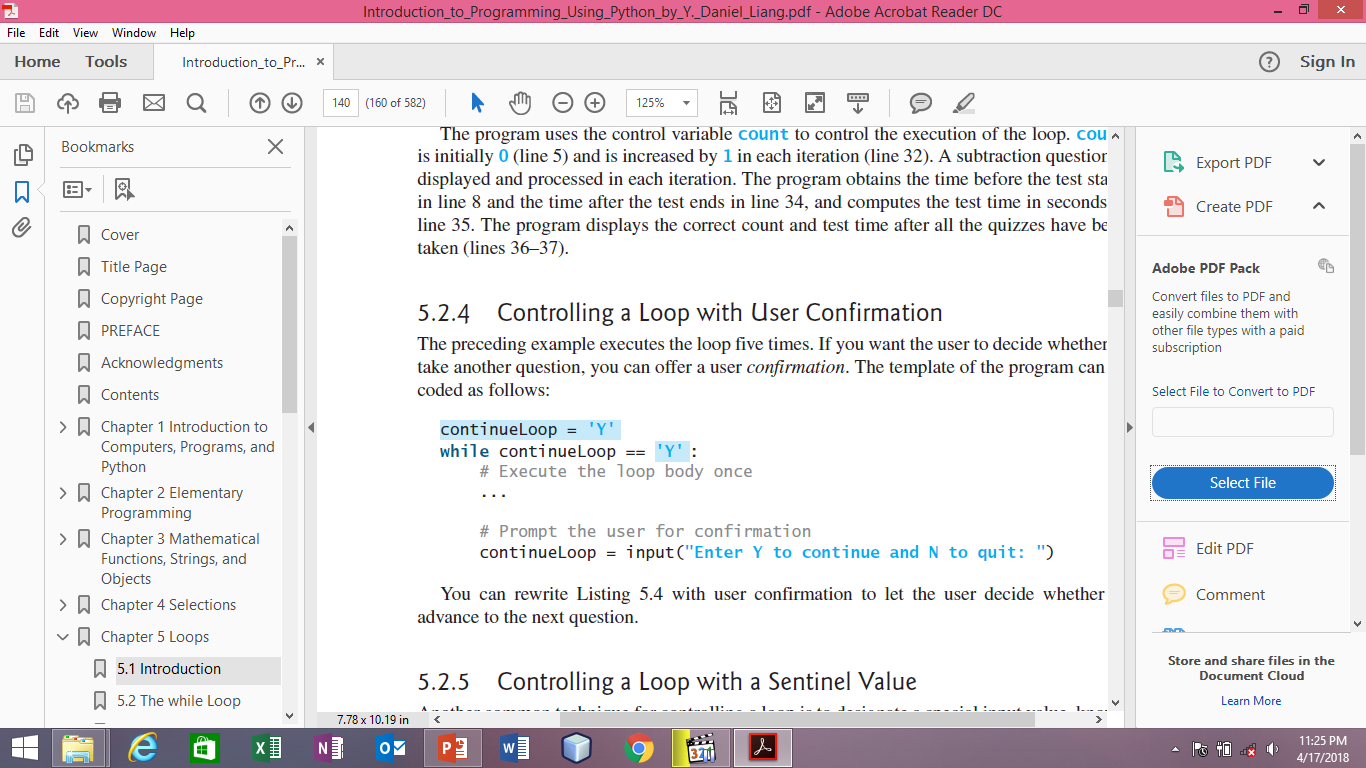 Introduction_to_Programming_Using_Python_by_Y._Daniel_Liang.pdf - Adobe Acrobat Reader DC
File Edit View Window Help
Home Tools Introduction_to_Pr... × ? Sign In
140 (160 of 582) 125%
Bookmarks
Cover
Title Page
Copyright Page
PREFACE
Acknowledgments
Contents
Chapter 1 Introduction to
Computers, Programs, and
Python
Chapter 2 Elementary
Programming
Chapter 3 Mathematical
Functions, Strings, and
Objects
Chapter 4 Selections
Chapter 5 Loops
5.1 Introduction
5.2 The while Loop
The program uses the control variable count to control the execution of the loop. cou
is initially 0 (line 5) and is increased by 1 in each iteration (line 32). A subtraction question
displayed and processed in each iteration. The program obtains the time before the test sta
in line 8 and the time after the test ends in line 34, and computes the test time in seconds
line 35. The program displays the correct count and test time after all the quizzes have be
taken (lines 36–37).
5.2.4 Controlling a Loop with User Confirmation
The preceding example executes the loop five times. If you want the user to decide whether
take another question, you can offer a user confirmation. The template of the program can
coded as follows:
continueLoop = 'Y'
while continueLoop == 'Y':
# Execute the loop body once
...
# Prompt the user for confirmation
continueLoop = input("Enter Y to continue and N to quit: ")
You can rewrite Listing 5.4 with user confirmation to let the user decide whether
advance to the next question.
5.2.5 Controlling a Loop with a Sentinel Value
Another common technique for controlling a loop is to designate a special input value, kno
7.78 x 10.19 in
Export PDF
Create PDF
Adobe PDF Pack
Convert files to PDF and
easily combine them with
other file types with a paid
subscription
Select File to Convert to PDF
Select File
Edit PDF
Comment
Store and share files in the
Document Cloud
Learn More
321
11:25 PM
4/17/2018